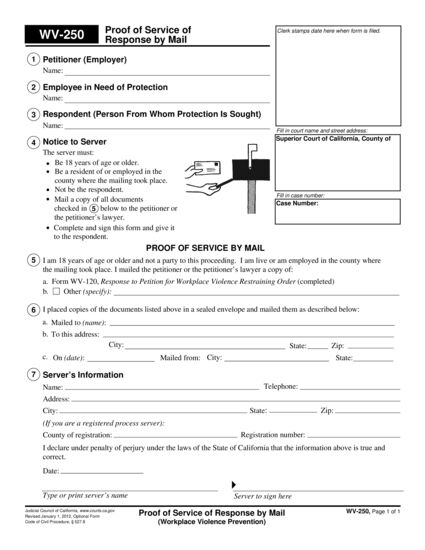 WV-250
Proof of Service of
Response by Mail
Clerk stamps date here when form is filed.
1 Petitioner (Employer)
Name:
2 Employee in Need of Protection
Name:
3 Respondent (Person From Whom Protection Is Sought)
Name:
Fill in court name and street address:
Superior Court of California, County of
Fill in case number:
Case Number:
4 Notice to Server
The server must:
• Be 18 years of age or older.
• Be a resident of or employed in the
county where the mailing took place.
• Not be the respondent.
• Mail a copy of all documents
checked in 5 below to the petitioner or
the petitioner's lawyer.
• Complete and sign this form and give it
to the respondent.
PROOF OF SERVICE BY MAIL
5 I am 18 years of age or older and not a party to this proceeding. I am live or am employed in the county where
the mailing took place. I mailed the petitioner or the petitioner's lawyer a copy of:
a. Form WV-120, Response to Petition for Workplace Violence Restraining Order (completed)
b. Other (specify):
6 I placed copies of the documents listed above in a sealed envelope and mailed them as described below:
a. Mailed to (name):
b. To this address:
City: State: Zip:
c. On (date): Mailed from: City: State:
7 Server's Information
Name: Telephone:
Address:
City: State: Zip:
(If you are a registered process server):
County of registration: Registration number:
I declare under penalty of perjury under the laws of the State of California that the information above is true and
correct.
Date:
Type or print server's name
Server to sign here
Judicial Council of California, www.courts.ca.gov
Revised January 1, 2012, Optional Form
Code of Civil Procedure, § 527.8
Proof of Service of Response by Mail
(Workplace Violence Prevention)
WV-250, Page 1 of 1